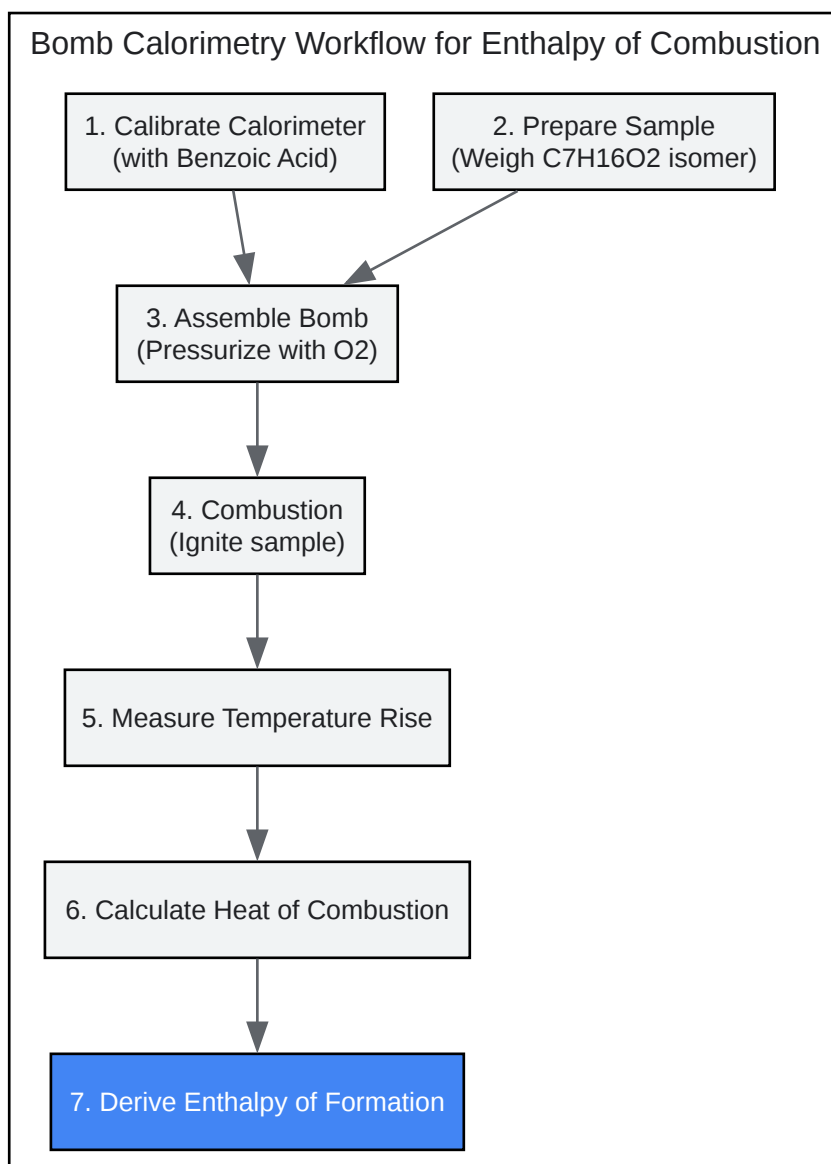 Bomb Calorimetry Workflow for Enthalpy of Combustion
1. Calibrate Calorimeter
(with Benzoic Acid)
2. Prepare Sample
(Weigh C7H16O2 isomer)
3. Assemble Bomb
(Pressurize with O2)
4. Combustion
(Ignite sample)
5. Measure Temperature Rise
6. Calculate Heat of Combustion
7. Derive Enthalpy of Formation